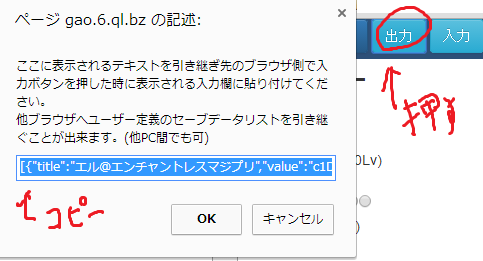 ページ gao.6.ql.bz の記述:
×
ここに表示されるテキストを引き継ぎ先のブラウザ側で入
力ボタンを押した時に表示される入力欄に貼り付けてくださ
い。
他ブラウザへユーザー定義のセーブデータリストを引き継
ぐことが出来ます。(他PC間でも可)
[{"title":"エル@エンチャントレスマジプリ","value":"c1D
↑コピー
OK
キャンセル
出力
入力
↑押す
0Lv)
)